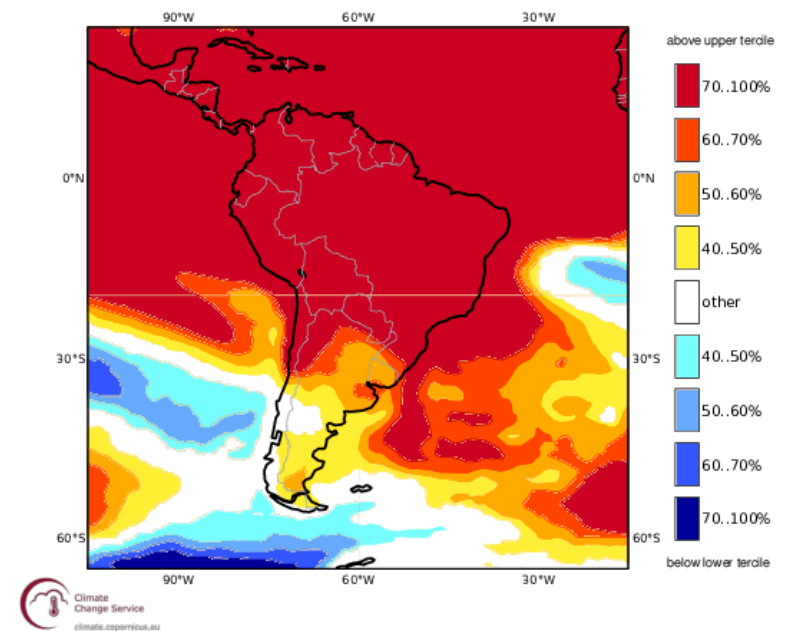 90°W 60°W 30°W
above upper tercile
70..100%
60..70%
50..60%
0°N 0°N
40..50%
other
30°S 30°S
40..50%
50..60%
60..70%
70..100%
60°S 60°S
below lower tercile
90°W 60°W 30°W
Climate
Change Service
climate.copernicus.eu